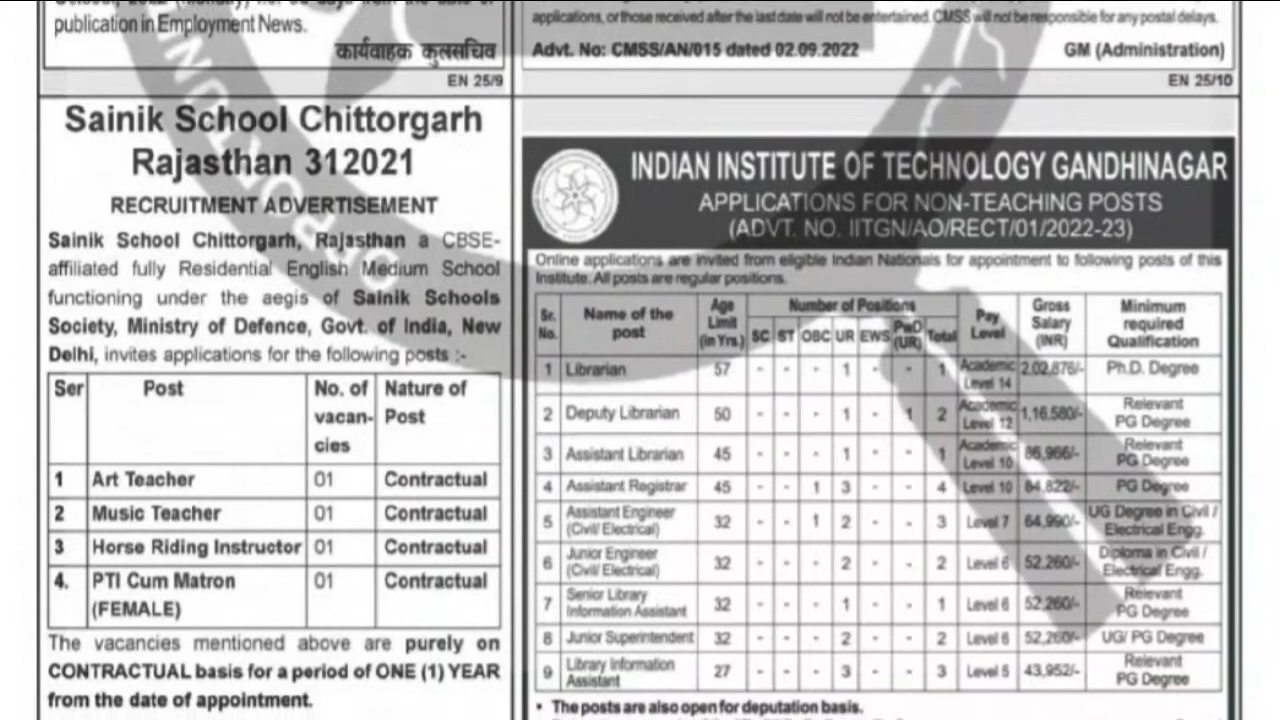 publication in Employment News.
कार्यवाहक कुलसचिव
EN 25/9
Sainik School Chittorgarh
Rajasthan 312021
RECRUITMENT ADVERTISEMENT
Sainik School Chittorgarh, Rajasthan a CBSE-
affiliated fully Residential English Medium School
functioning under the aegis of Sainik Schools
Society, Ministry of Defence, Govt. of India, New
Delhi, invites applications for the following posts :-
Ser Post No. of vacan-cies Nature of Post
1 Art Teacher 01 Contractual
2 Music Teacher 01 Contractual
3 Horse Riding Instructor 01 Contractual
4. PTI Cum Matron (FEMALE) 01 Contractual
The vacancies mentioned above are purely on
CONTRACTUAL basis for a period of ONE (1) YEAR
from the date of appointment.
applications, or those received after the last date will not be entertained. CMSS will not be responsible for any postal delays.
Advt. No: CMSS/AN/015 dated 02.09.2022 GM (Administration)
EN 25/10
INDIAN INSTITUTE OF TECHNOLOGY GANDHINAGAR
APPLICATIONS FOR NON-TEACHING POSTS
(ADVT. NO. IITGN/AO/RECT/01/2022-23)
Online applications are invited from eligible Indian Nationals for appointment to following posts of this
Institute. All posts are regular positions.
Sr. No. Name of the post Age Limit (in Yrs.) Number of Positions SC ST OBC UR EWS PwD (UR) Total Pay Level Gross Salary (INR) Minimum required Qualification
1 Librarian 57 - - - 1 - - 1 Academic Level 14 2,02,876/- Ph.D. Degree
2 Deputy Librarian 50 - - - 1 - 1 2 Academic Level 12 1,16,580/- Relevant PG Degree
3 Assistant Librarian 45 - - - 1 - - 1 Academic Level 10 86,966/- Relevant PG Degree
4 Assistant Registrar 45 - - 1 3 - - 4 Level 10 84,822/- PG Degree
5 Assistant Engineer (Civil/ Electrical) 32 - - 1 2 - - 3 Level 7 64,990/- UG Degree in Civil / Electrical Engg.
6 Junior Engineer (Civil/ Electrical) 32 - - - 2 - - 2 Level 6 52,260/- Diploma in Civil / Electrical Engg.
7 Senior Library Information Assistant 32 - - - 1 - - 1 Level 6 52,260/- Relevant PG Degree
8 Junior Superintendent 32 - - - 2 - - 2 Level 6 52,260/- UG/ PG Degree
9 Library Information Assistant 27 - - - 3 - - 3 Level 5 43,952/- Relevant PG Degree
• The posts are also open for deputation basis.